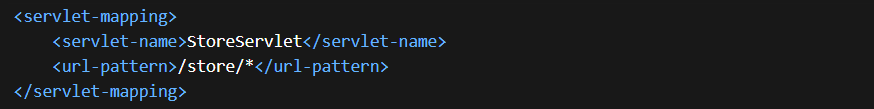 <servlet-mapping>
    <servlet-name>StoreServlet</servlet-name>
    <url-pattern>/store/*</url-pattern>
</servlet-mapping>